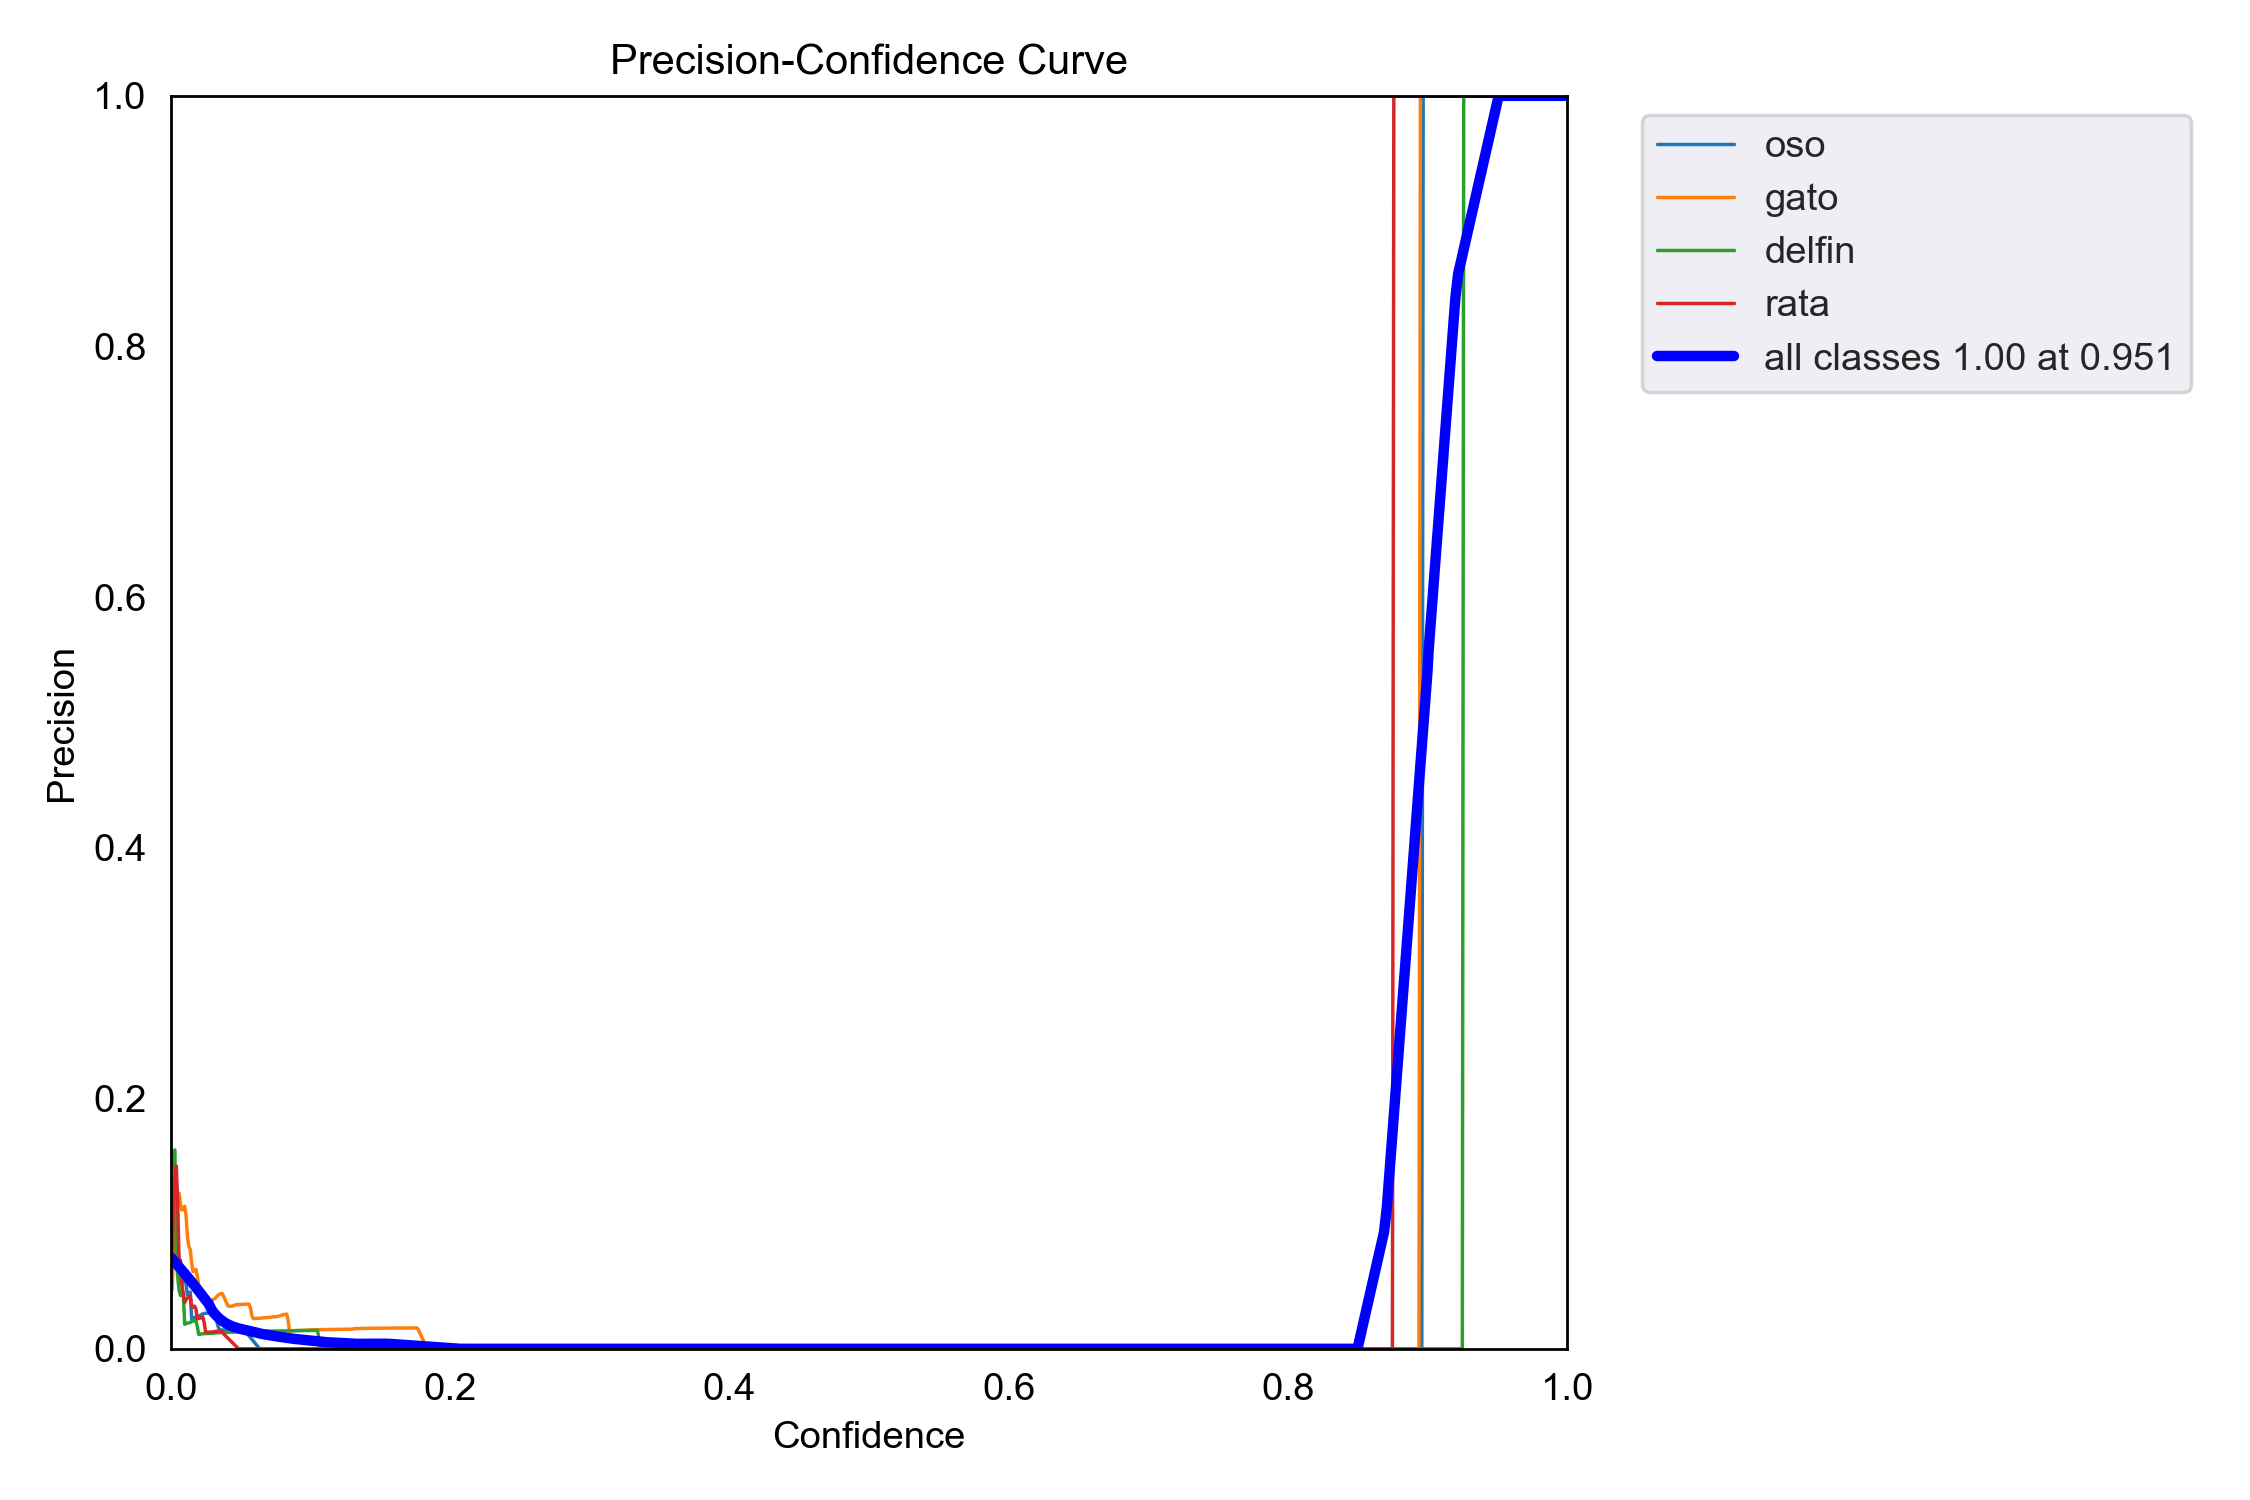 Precision-Confidence Curve
1.0
0.8
0.6
0.4
0.2
0.0
Precision
0.0 0.2 0.4 0.6 0.8 1.0
Confidence
oso
gato
delfin
rata
all classes 1.00 at 0.951